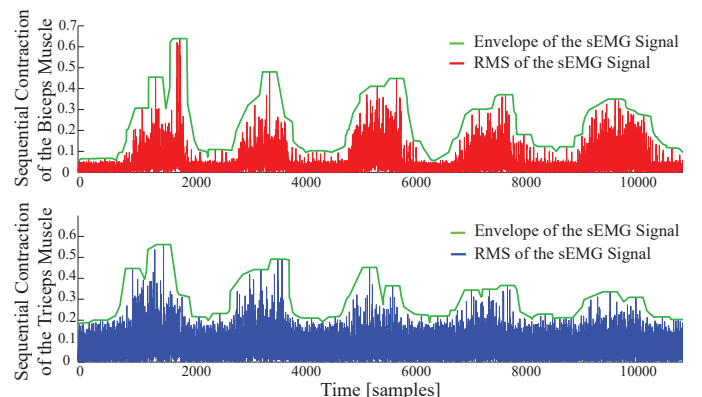 Sequential Contraction
of the Biceps Muscle
0.7
0.6
0.5
0.4
0.3
0.2
0.1
0
Envelope of the sEMG Signal
RMS of the sEMG Signal
0 2000 4000 6000 8000 10000
Sequential Contraction
of the Triceps Muscle
0.6
0.5
0.4
0.3
0.2
0.1
0
Envelope of the sEMG Signal
RMS of the sEMG Signal
0 2000 4000 6000 8000 10000
Time [samples]